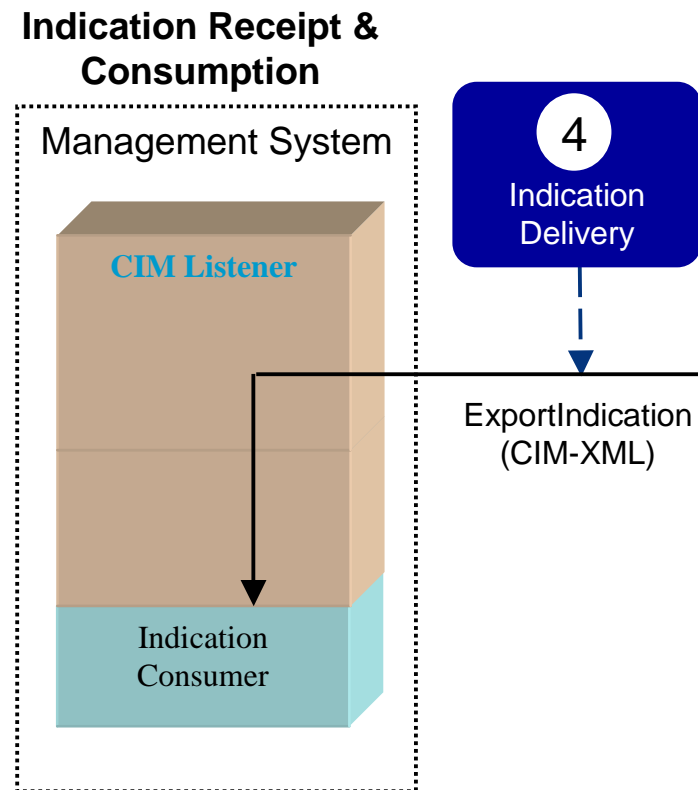 Indication Receipt &
Consumption
Management System
CIM Listener
4
Indication
Delivery
ExportIndication
(CIM-XML)
Indication
Consumer